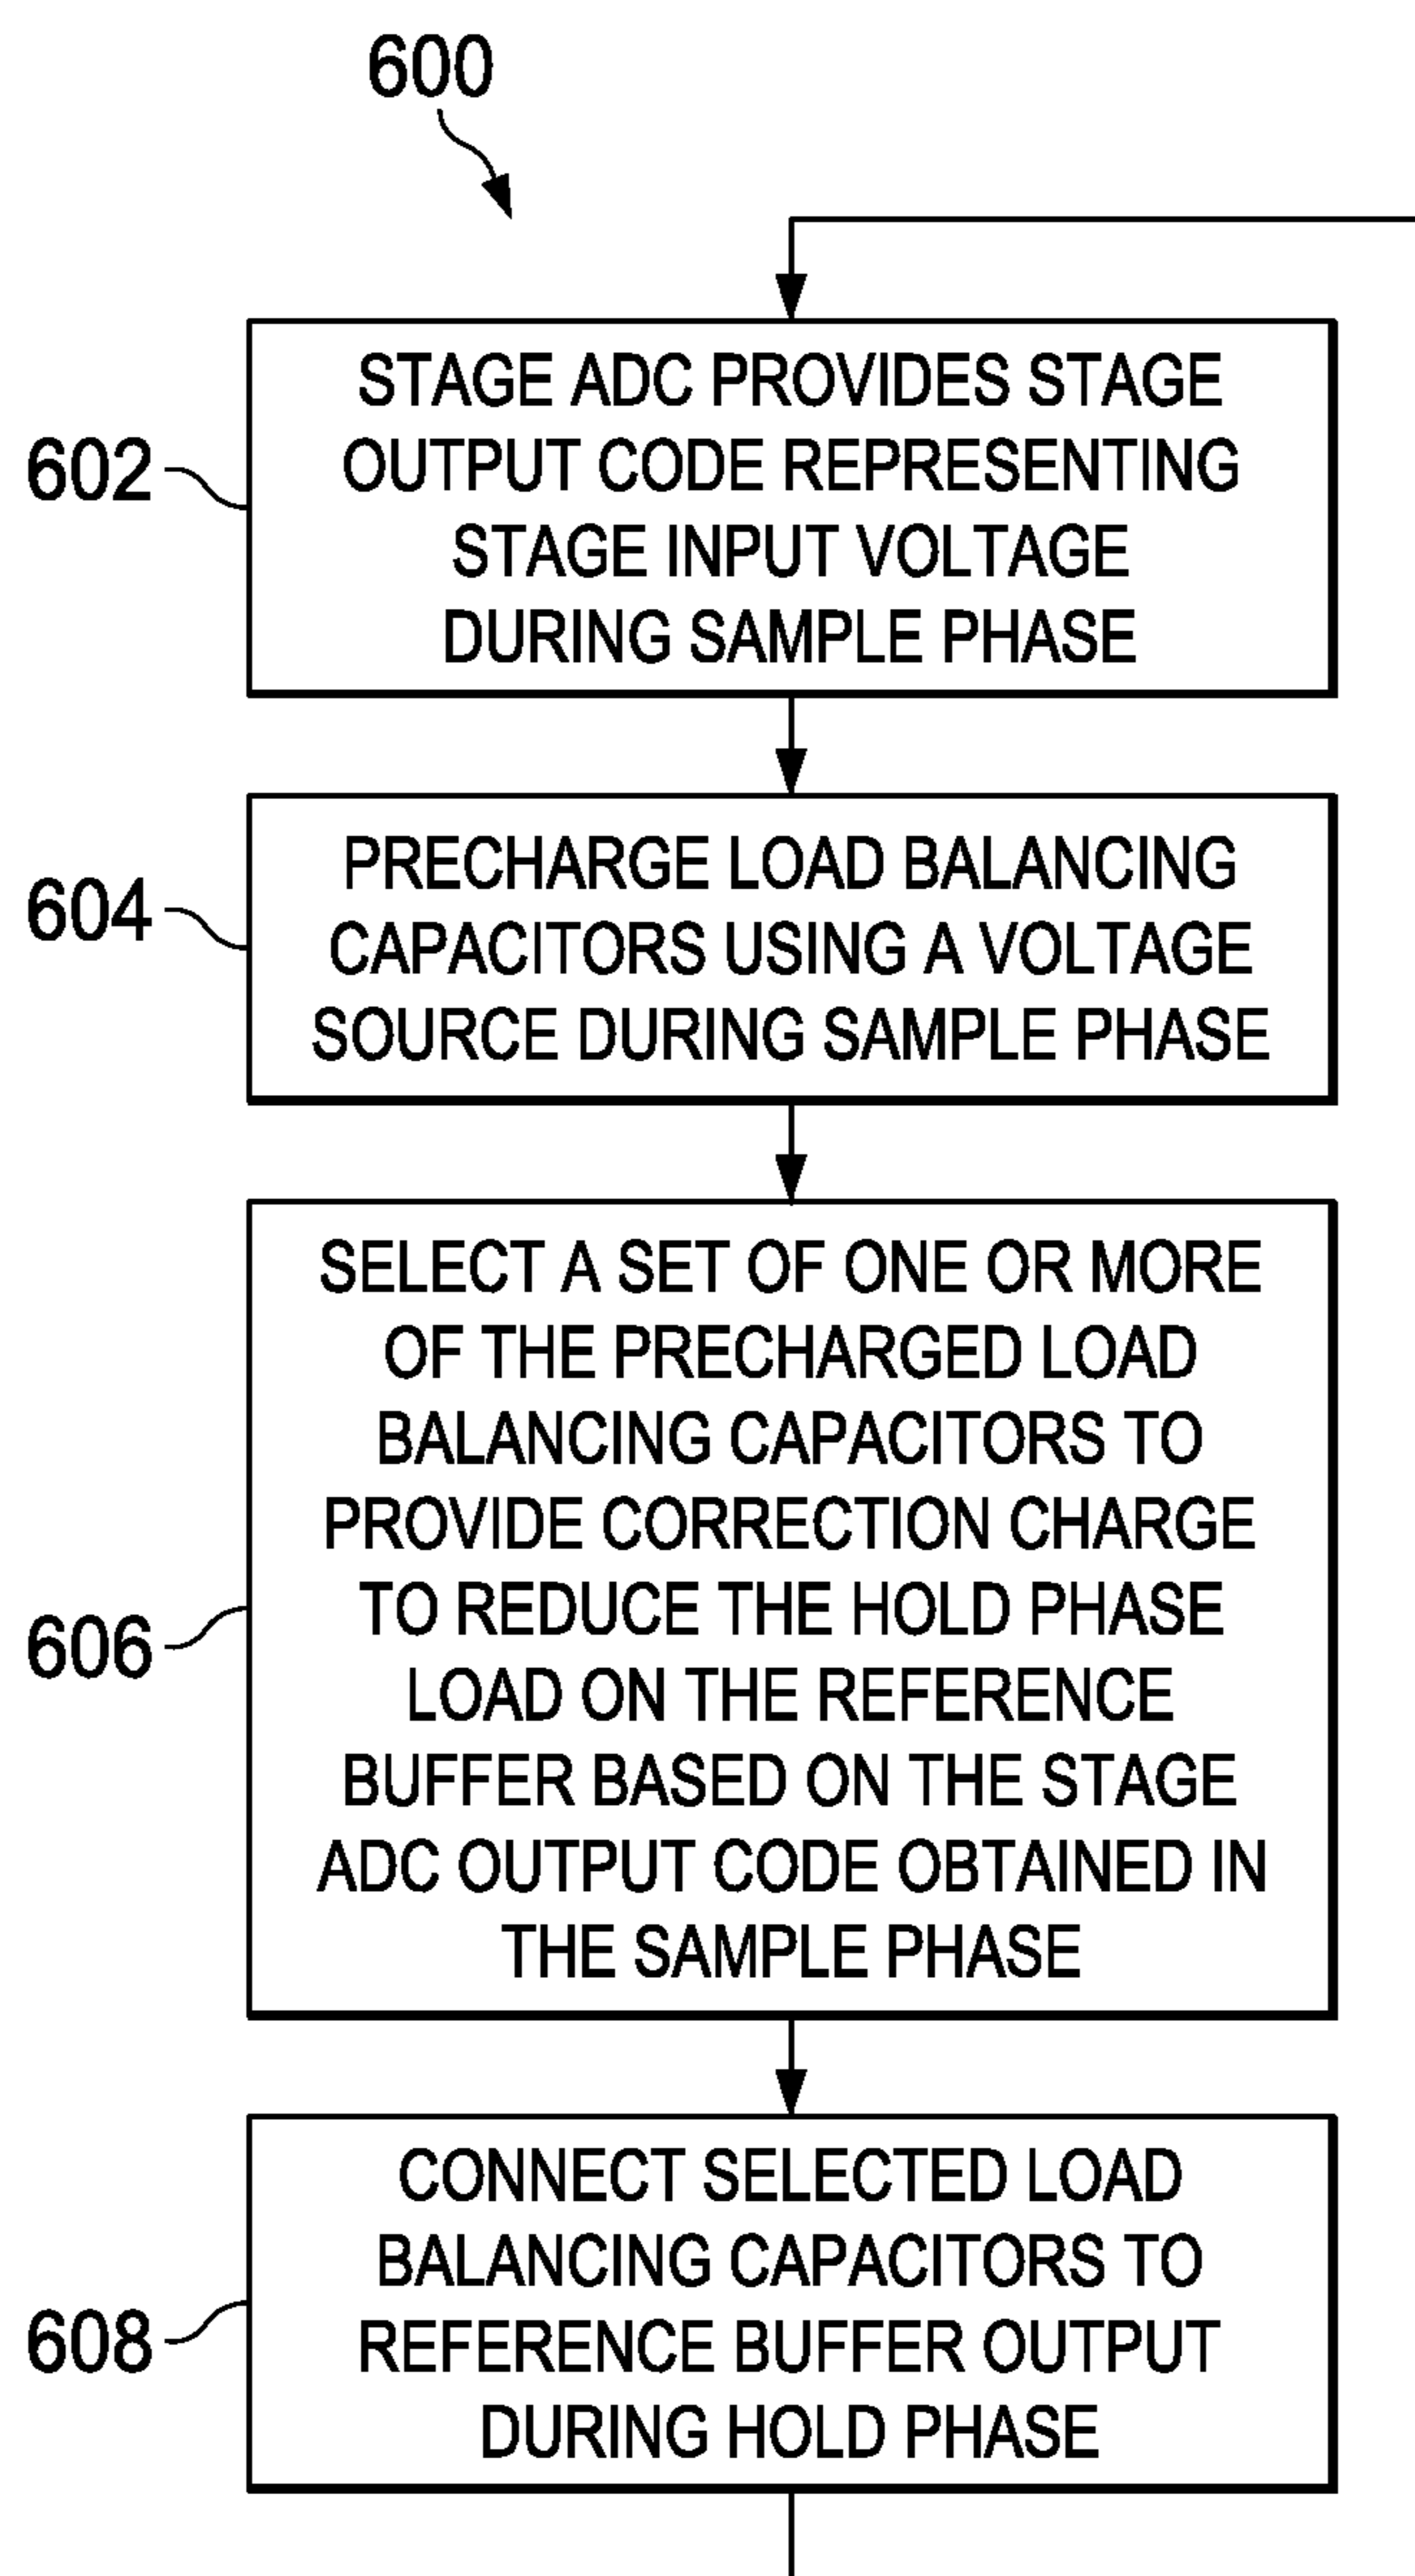 600
602
STAGE ADC PROVIDES STAGE
OUTPUT CODE REPRESENTING
STAGE INPUT VOLTAGE
DURING SAMPLE PHASE
604
PRECHARGE LOAD BALANCING
CAPACITORS USING A VOLTAGE
SOURCE DURING SAMPLE PHASE
606
SELECT A SET OF ONE OR MORE
OF THE PRECHARGED LOAD
BALANCING CAPACITORS TO
PROVIDE CORRECTION CHARGE
TO REDUCE THE HOLD PHASE
LOAD ON THE REFERENCE
BUFFER BASED ON THE STAGE
ADC OUTPUT CODE OBTAINED IN
THE SAMPLE PHASE
608
CONNECT SELECTED LOAD
BALANCING CAPACITORS TO
REFERENCE BUFFER OUTPUT
DURING HOLD PHASE